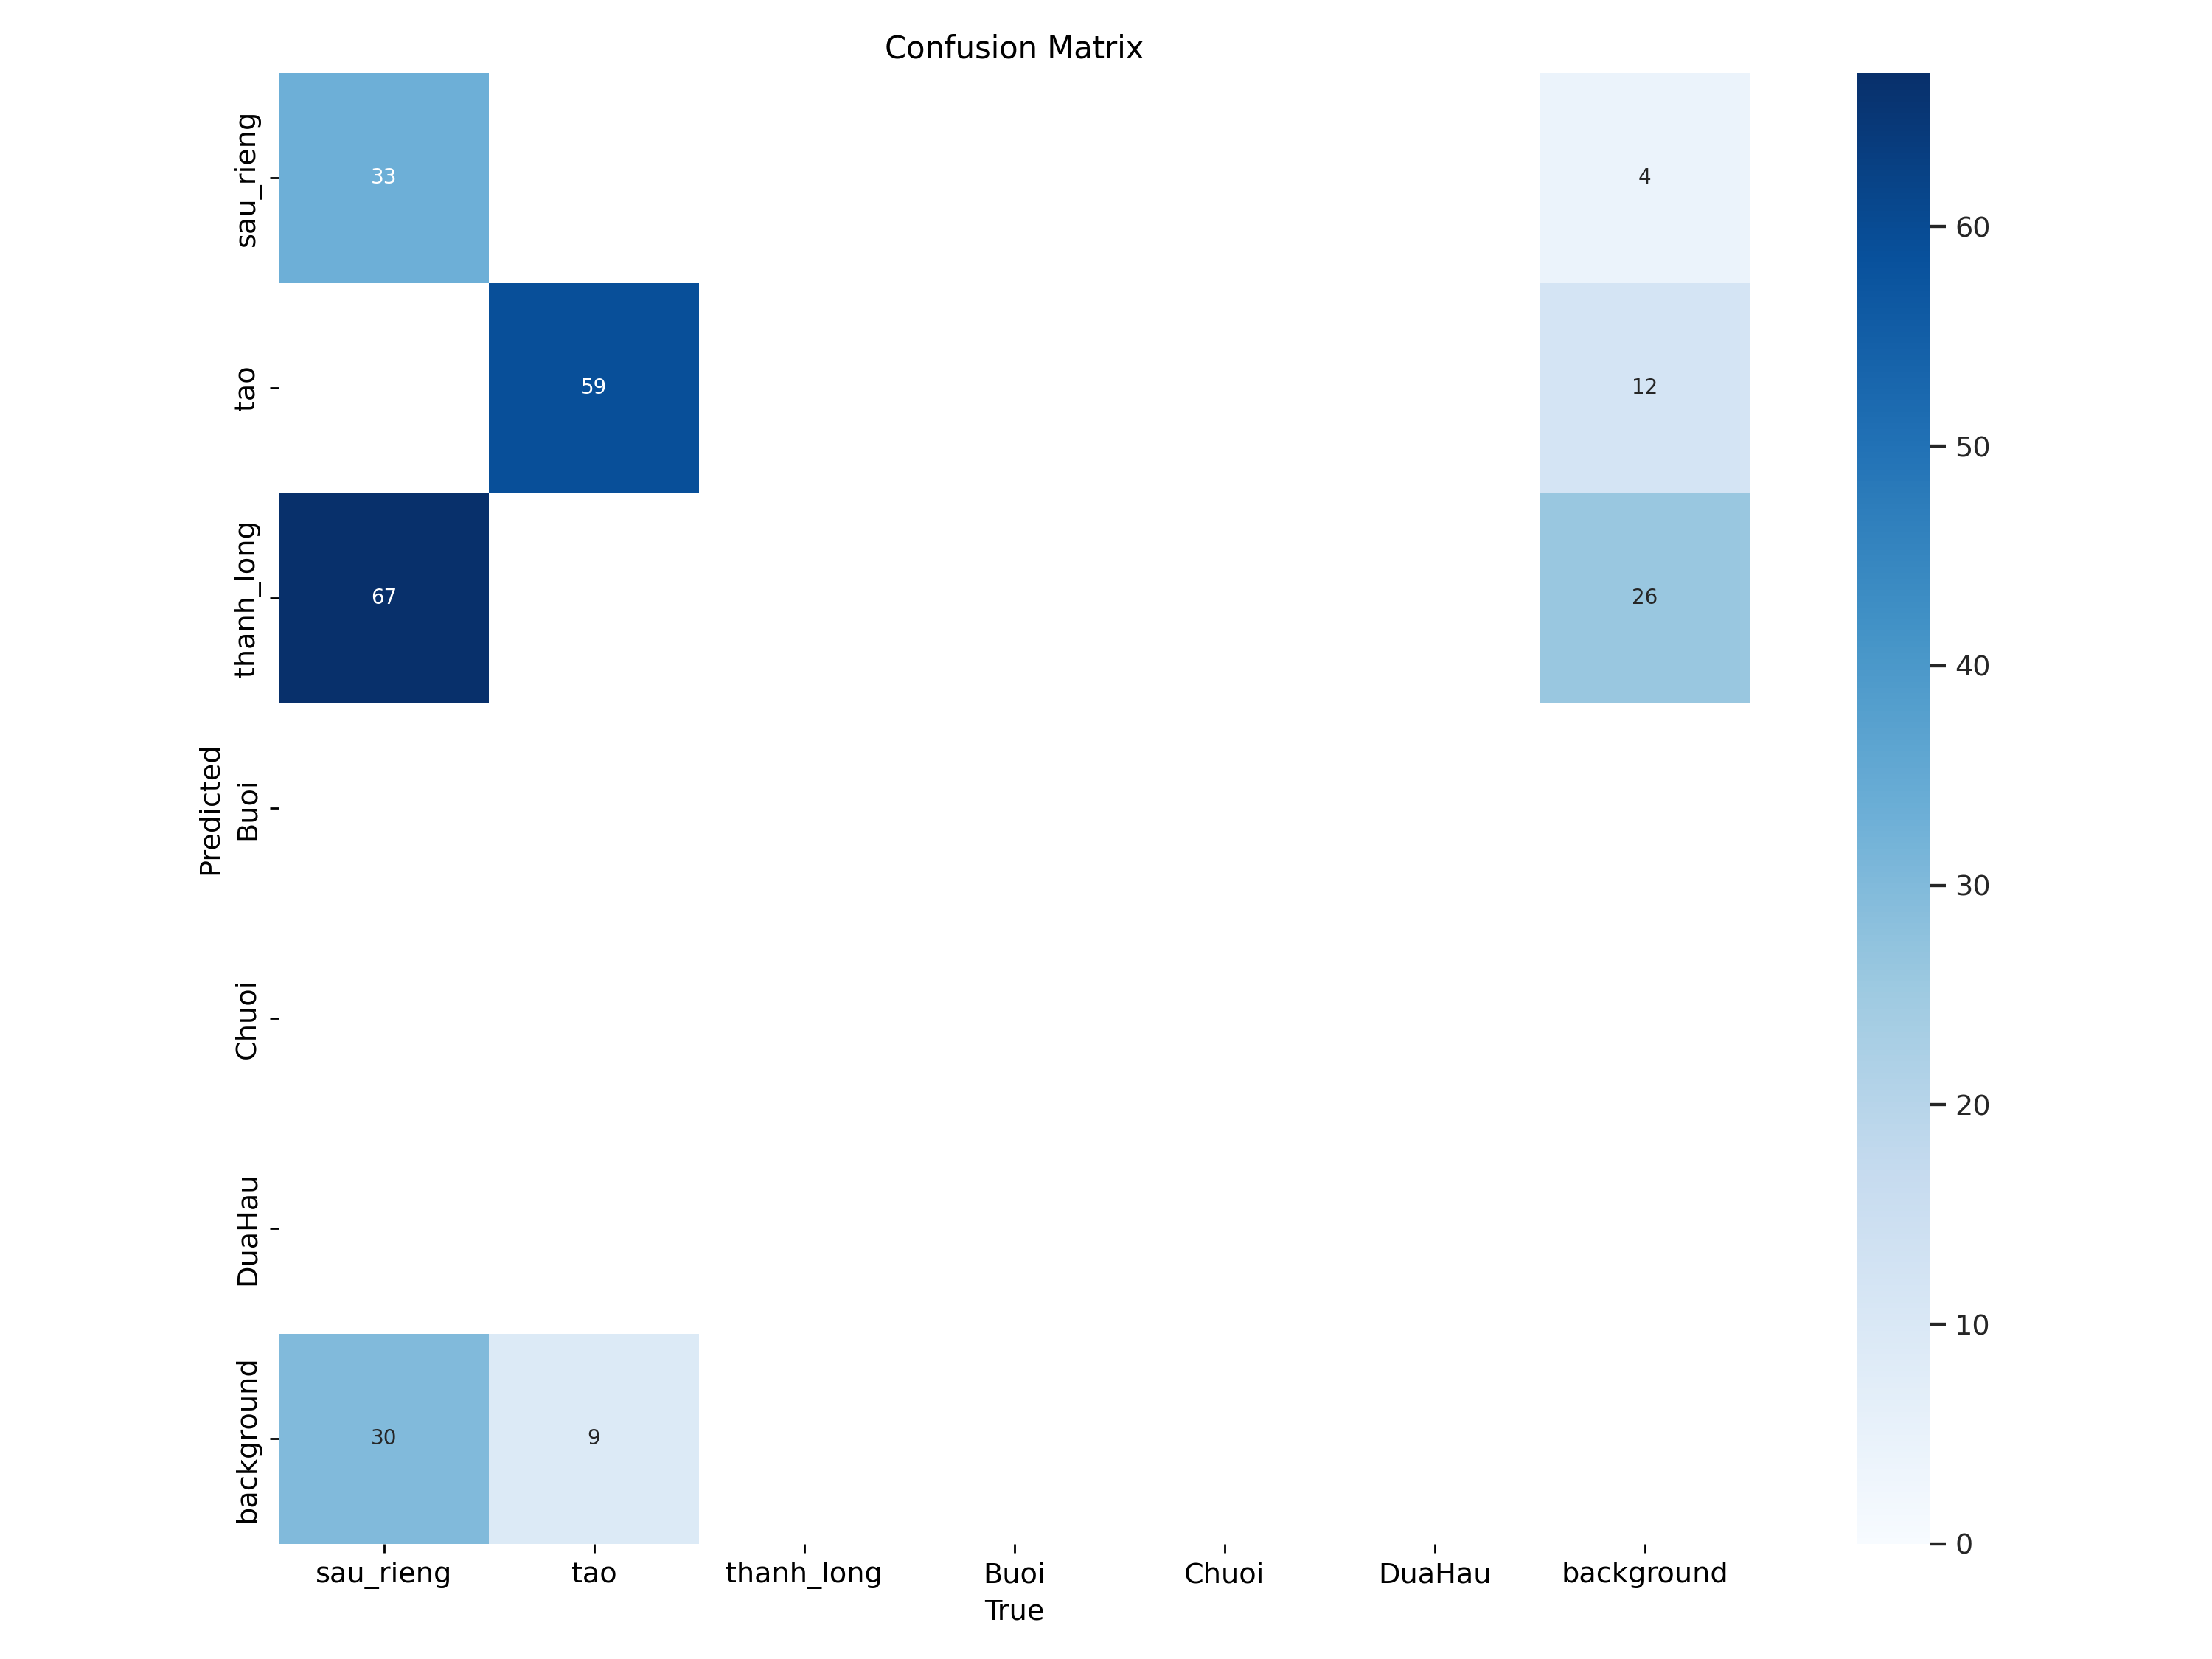 Confusion Matrix
sau_rieng
33
4
60
tao
59
12
50
thanh_long
67
26
40
Predicted
Buoi
30
Chuoi
20
DuaHau
10
background
30
9
0
sau_rieng
tao
thanh_long
Buoi
Chuoi
DuaHau
background
True